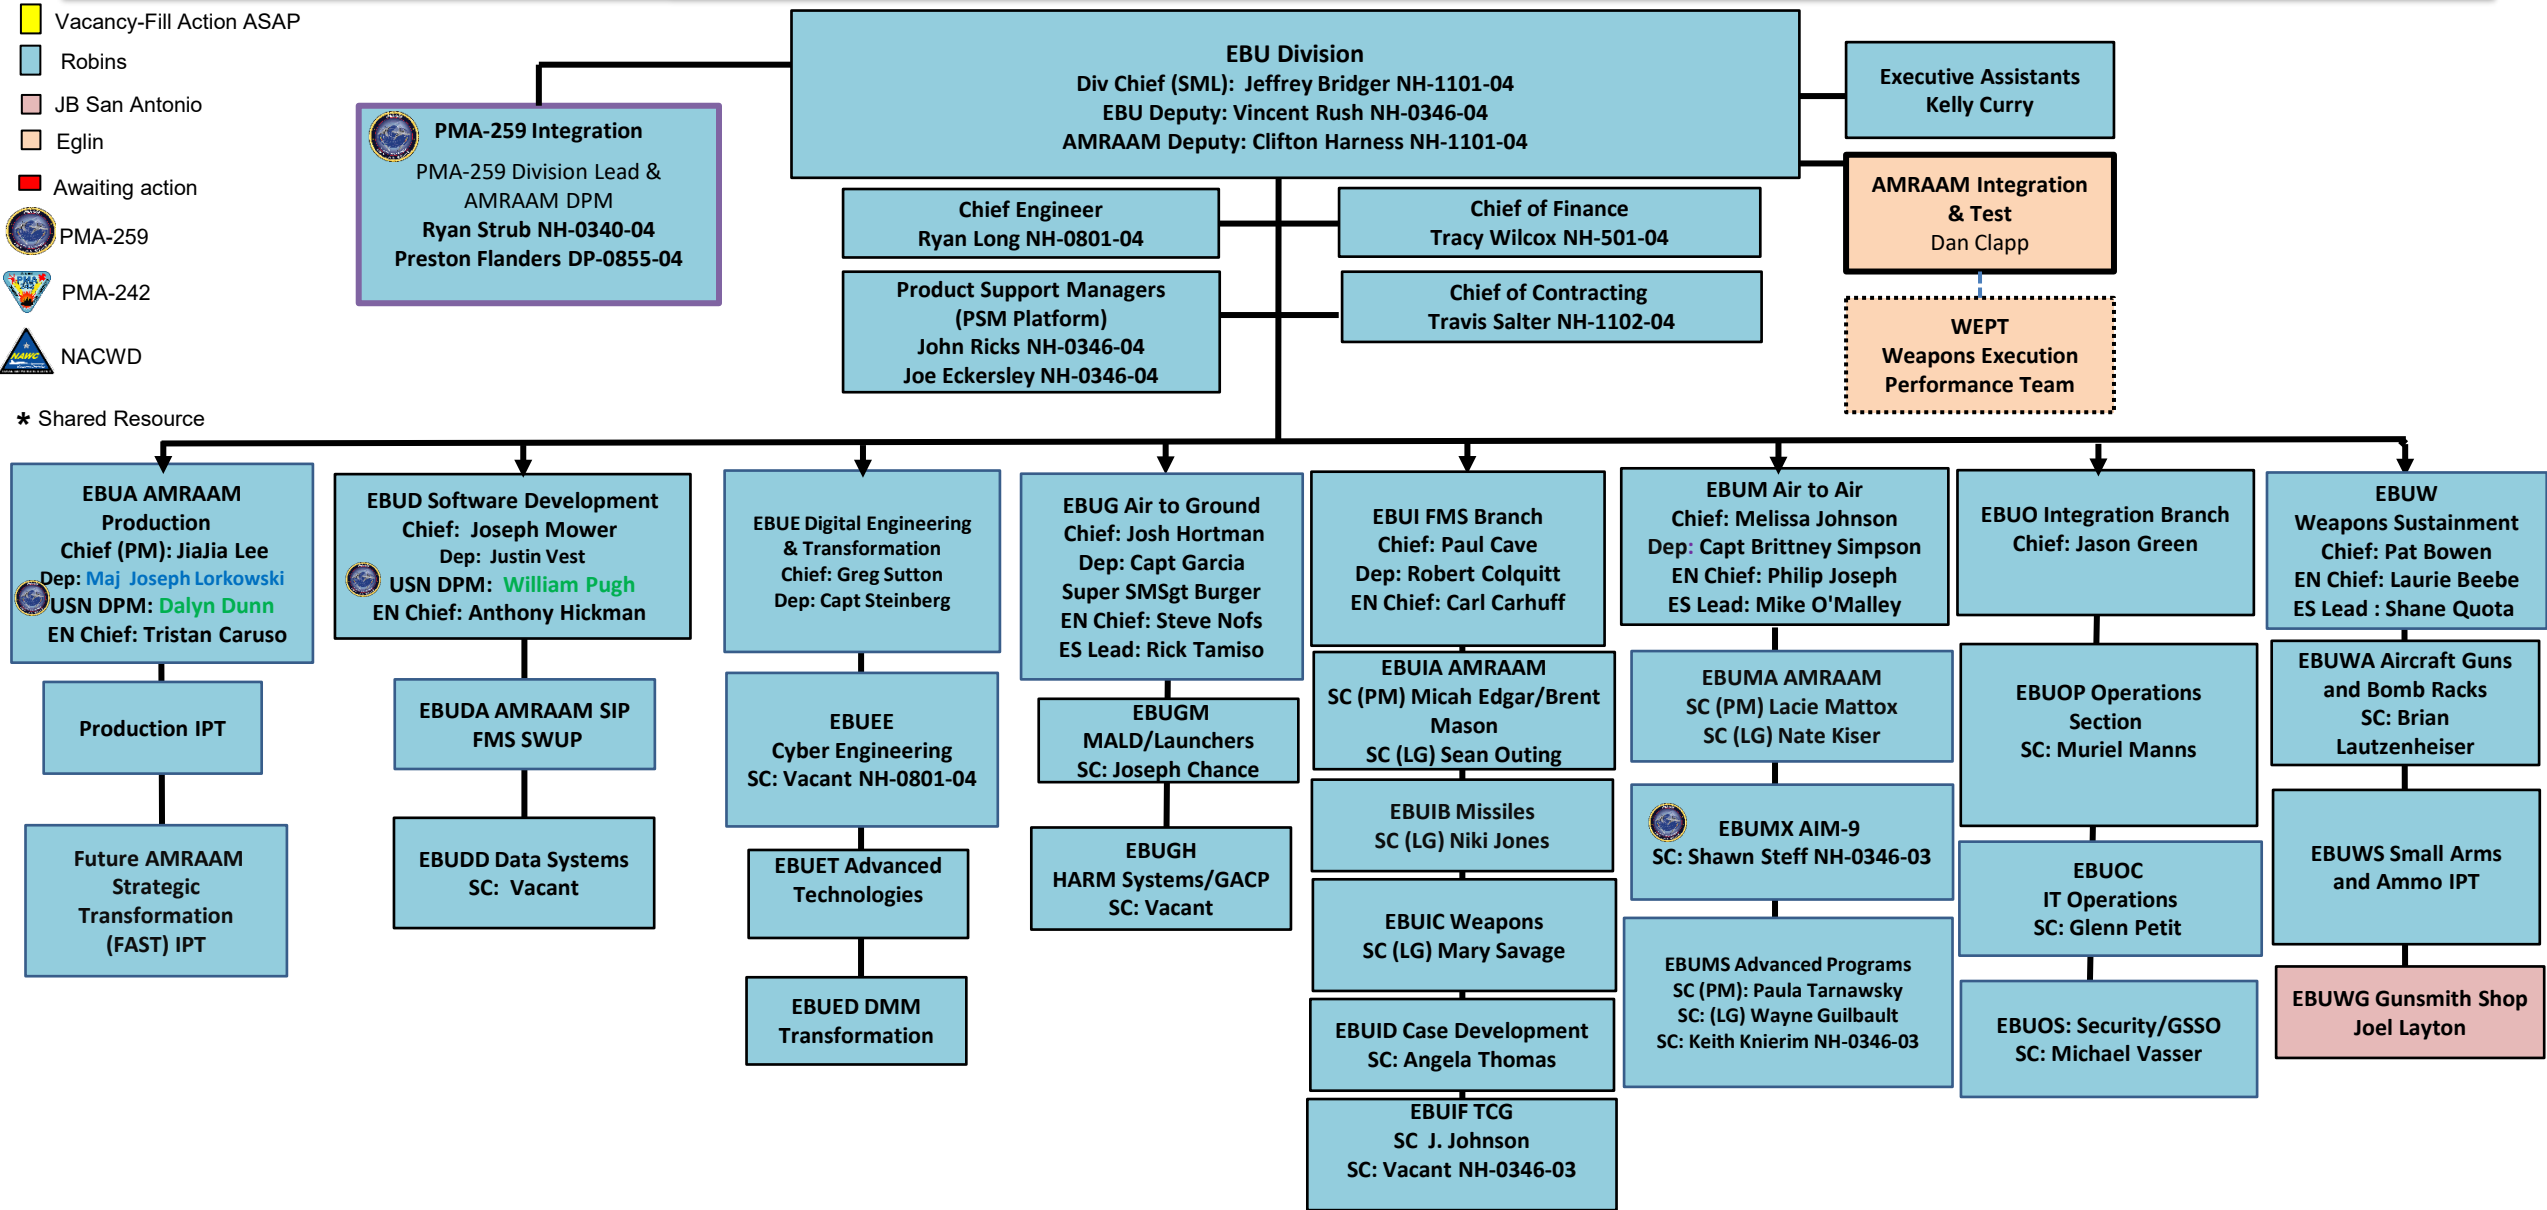 Vacancy-Fill Action ASAP
Robins
JB San Antonio
Eglin
Awaiting action
PMA-259
PMA-242
NACWD
* Shared Resource
EBU Division
Div Chief (SML): Jeffrey Bridger NH-1101-04
EBU Deputy: Vincent Rush NH-0346-04
AMRAAM Deputy: Clifton Harness NH-1101-04
Executive Assistants
Kelly Curry
PMA-259 Integration
PMA-259 Division Lead &
AMRAAM DPM
Ryan Strub NH-0340-04
Preston Flanders DP-0855-04
AMRAAM Integration
& Test
Dan Clapp
WEPT
Weapons Execution
Performance Team
Chief Engineer
Ryan Long NH-0801-04
Chief of Finance
Tracy Wilcox NH-501-04
Product Support Managers
(PSM Platform)
John Ricks NH-0346-04
Joe Eckersley NH-0346-04
Chief of Contracting
Travis Salter NH-1102-04
EBUA AMRAAM
Production
Chief (PM): JiaJia Lee
Dep: Maj Joseph Lorkowski
USN DPM: Dalyn Dunn
EN Chief: Tristan Caruso
Production IPT
Future AMRAAM
Strategic
Transformation
(FAST) IPT
EBUD Software Development
Chief: Joseph Mower
Dep: Justin Vest
USN DPM: William Pugh
EN Chief: Anthony Hickman
EBUDA AMRAAM SIP
FMS SWUP
EBUDD Data Systems
SC: Vacant
EBUE Digital Engineering
& Transformation
Chief: Greg Sutton
Dep: Capt Steinberg
EBUEE
Cyber Engineering
SC: Vacant NH-0801-04
EBUET Advanced
Technologies
EBUED DMM
Transformation
EBUG Air to Ground
Chief: Josh Hortman
Dep: Capt Garcia
Super SMSgt Burger
EN Chief: Steve Nofs
ES Lead: Rick Tamiso
EBUGM
MALD/Launchers
SC: Joseph Chance
EBUGH
HARM Systems/GACP
SC: Vacant
EBUI FMS Branch
Chief: Paul Cave
Dep: Robert Colquitt
EN Chief: Carl Carhuff
EBUIA AMRAAM
SC (PM) Micah Edgar/Brent
Mason
SC (LG) Sean Outing
EBUIB Missiles
SC (LG) Niki Jones
EBUIC Weapons
SC (LG) Mary Savage
EBUID Case Development
SC: Angela Thomas
EBUIF TCG
SC J. Johnson
SC: Vacant NH-0346-03
EBUM Air to Air
Chief: Melissa Johnson
Dep: Capt Brittney Simpson
EN Chief: Philip Joseph
ES Lead: Mike O'Malley
EBUMA AMRAAM
SC (PM) Lacie Mattox
SC (LG) Nate Kiser
EBUMX AIM-9
SC: Shawn Steff NH-0346-03
EBUMS Advanced Programs
SC (PM): Paula Tarnawsky
SC: (LG) Wayne Guilbault
SC: Keith Knierim NH-0346-03
EBUO Integration Branch
Chief: Jason Green
EBUOP Operations
Section
SC: Muriel Manns
EBUOC
IT Operations
SC: Glenn Petit
EBUOS: Security/GSSO
SC: Michael Vasser
EBUW
Weapons Sustainment
Chief: Pat Bowen
EN Chief: Laurie Beebe
ES Lead : Shane Quota
EBUWA Aircraft Guns
and Bomb Racks
SC: Brian
Lautzenheiser
EBUWS Small Arms
and Ammo IPT
EBUWG Gunsmith Shop
Joel Layton